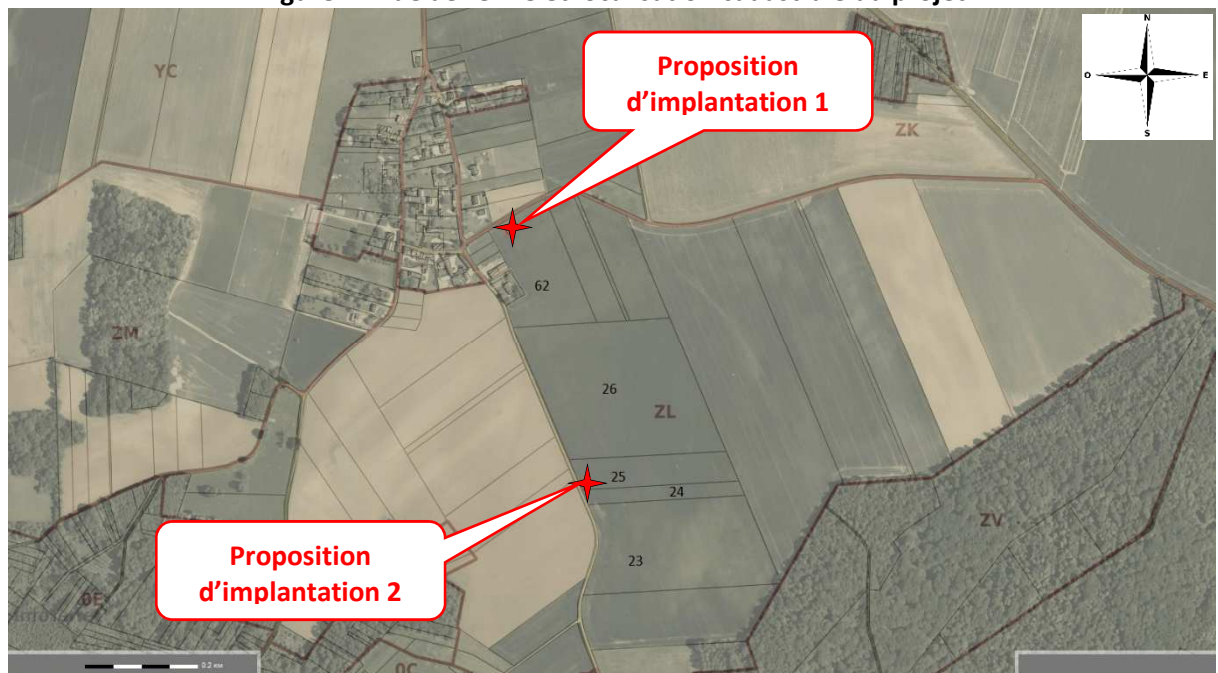 YC
Proposition
d'implantation 1
N
O
E
S
ZK
62
ZM
26
ZL
25
24
ZV
Proposition
d'implantation 2
23
0C
0.2 км